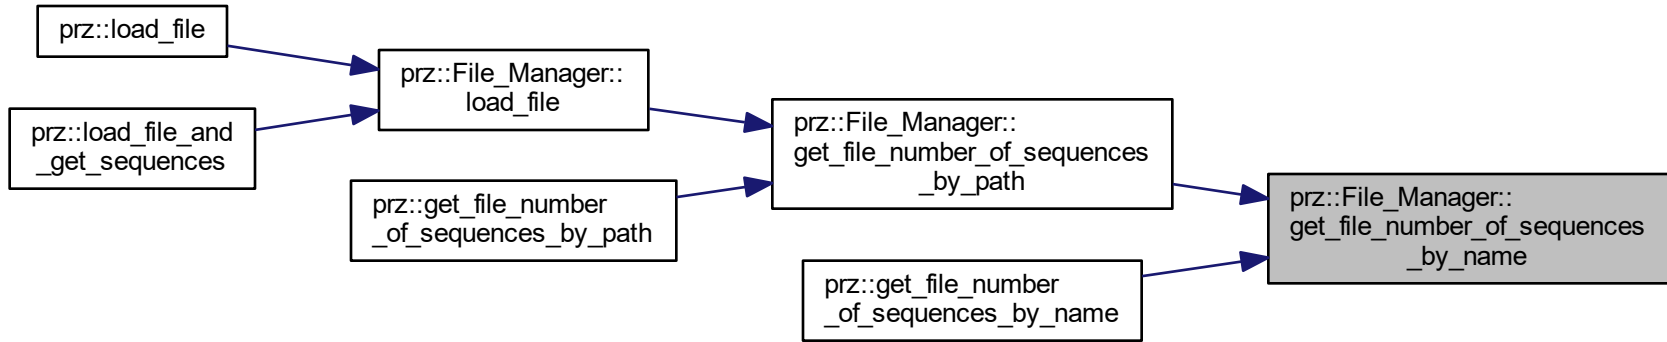 prz::load_file
prz::load_file_and
_get_sequences
prz::File_Manager::
load_file
prz::get_file_number
_of_sequences_by_path
prz::File_Manager::
get_file_number_of_sequences
_by_path
prz::get_file_number
_of_sequences_by_name
prz::File_Manager::
get_file_number_of_sequences
_by_name